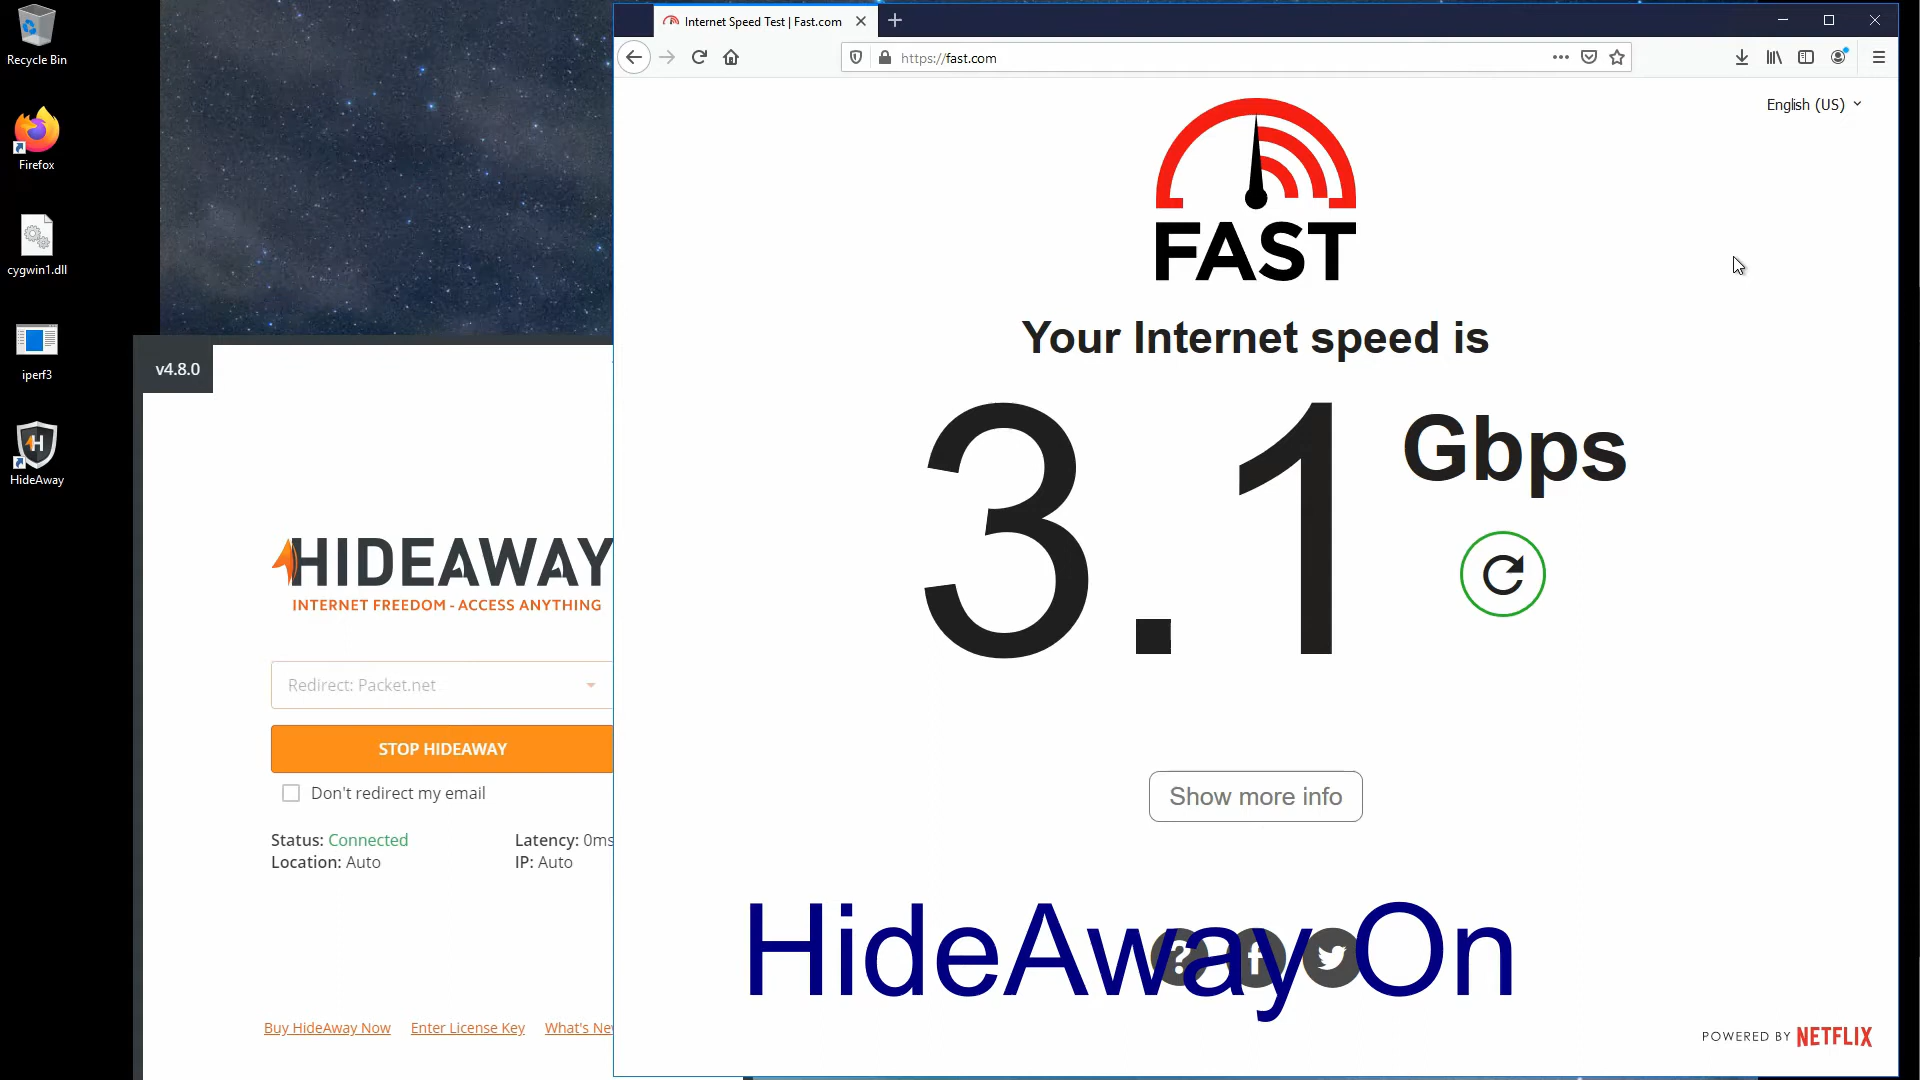 Recycle Bin
Firefox
cygwin1.dll
iperf3
HideAway
v4.8.0
HIDEAWAY
INTERNET FREEDOM - ACCESS ANYTHING
Redirect: Packet.net
STOP HIDEAWAY
Don't redirect my email
Status: Connected
Latency: 0ms
Location: Auto
IP: Auto
Buy HideAway Now
Enter License Key
What's Ne
Internet Speed Test | Fast.com
https://fast.com
English (US)
FAST
Your Internet speed is
3.1 Gbps
Show more info
HideAway On
POWERED BY NETFLIX